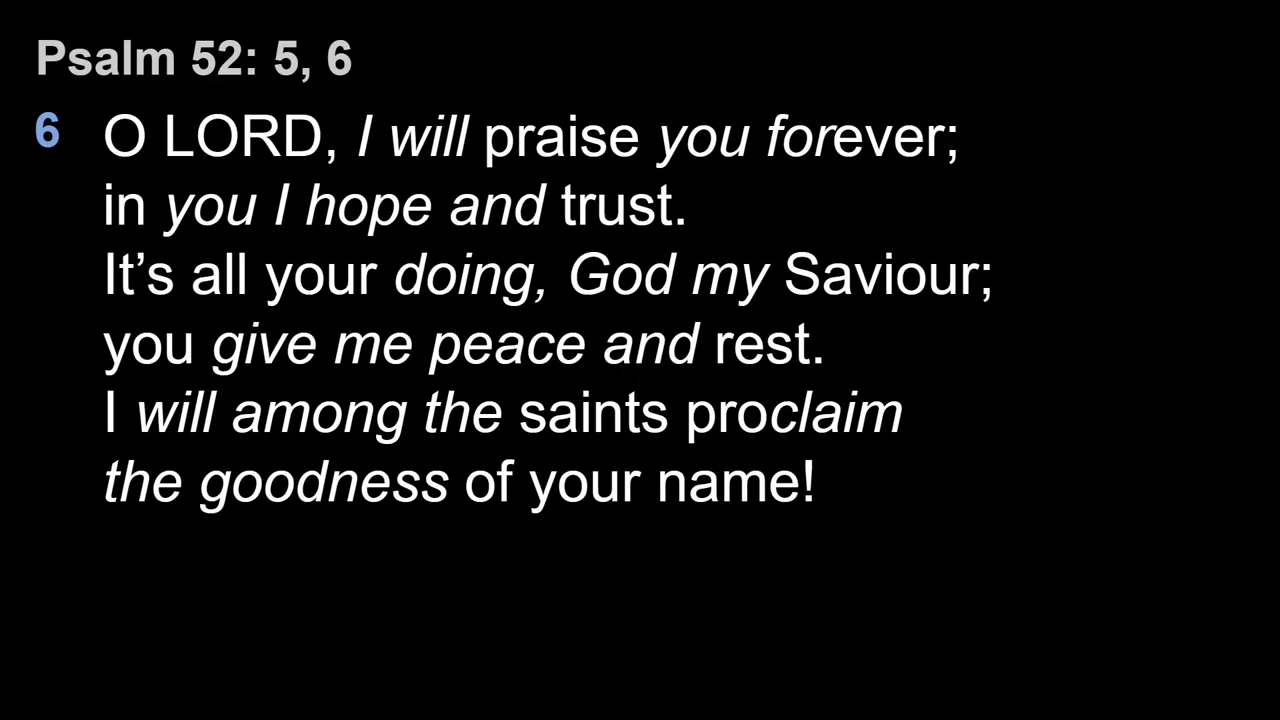 Psalm 52: 5, 6
6 O LORD, I will praise you forever;
in you I hope and trust.
It’s all your doing, God my Saviour;
you give me peace and rest.
I will among the saints proclaim
the goodness of your name!